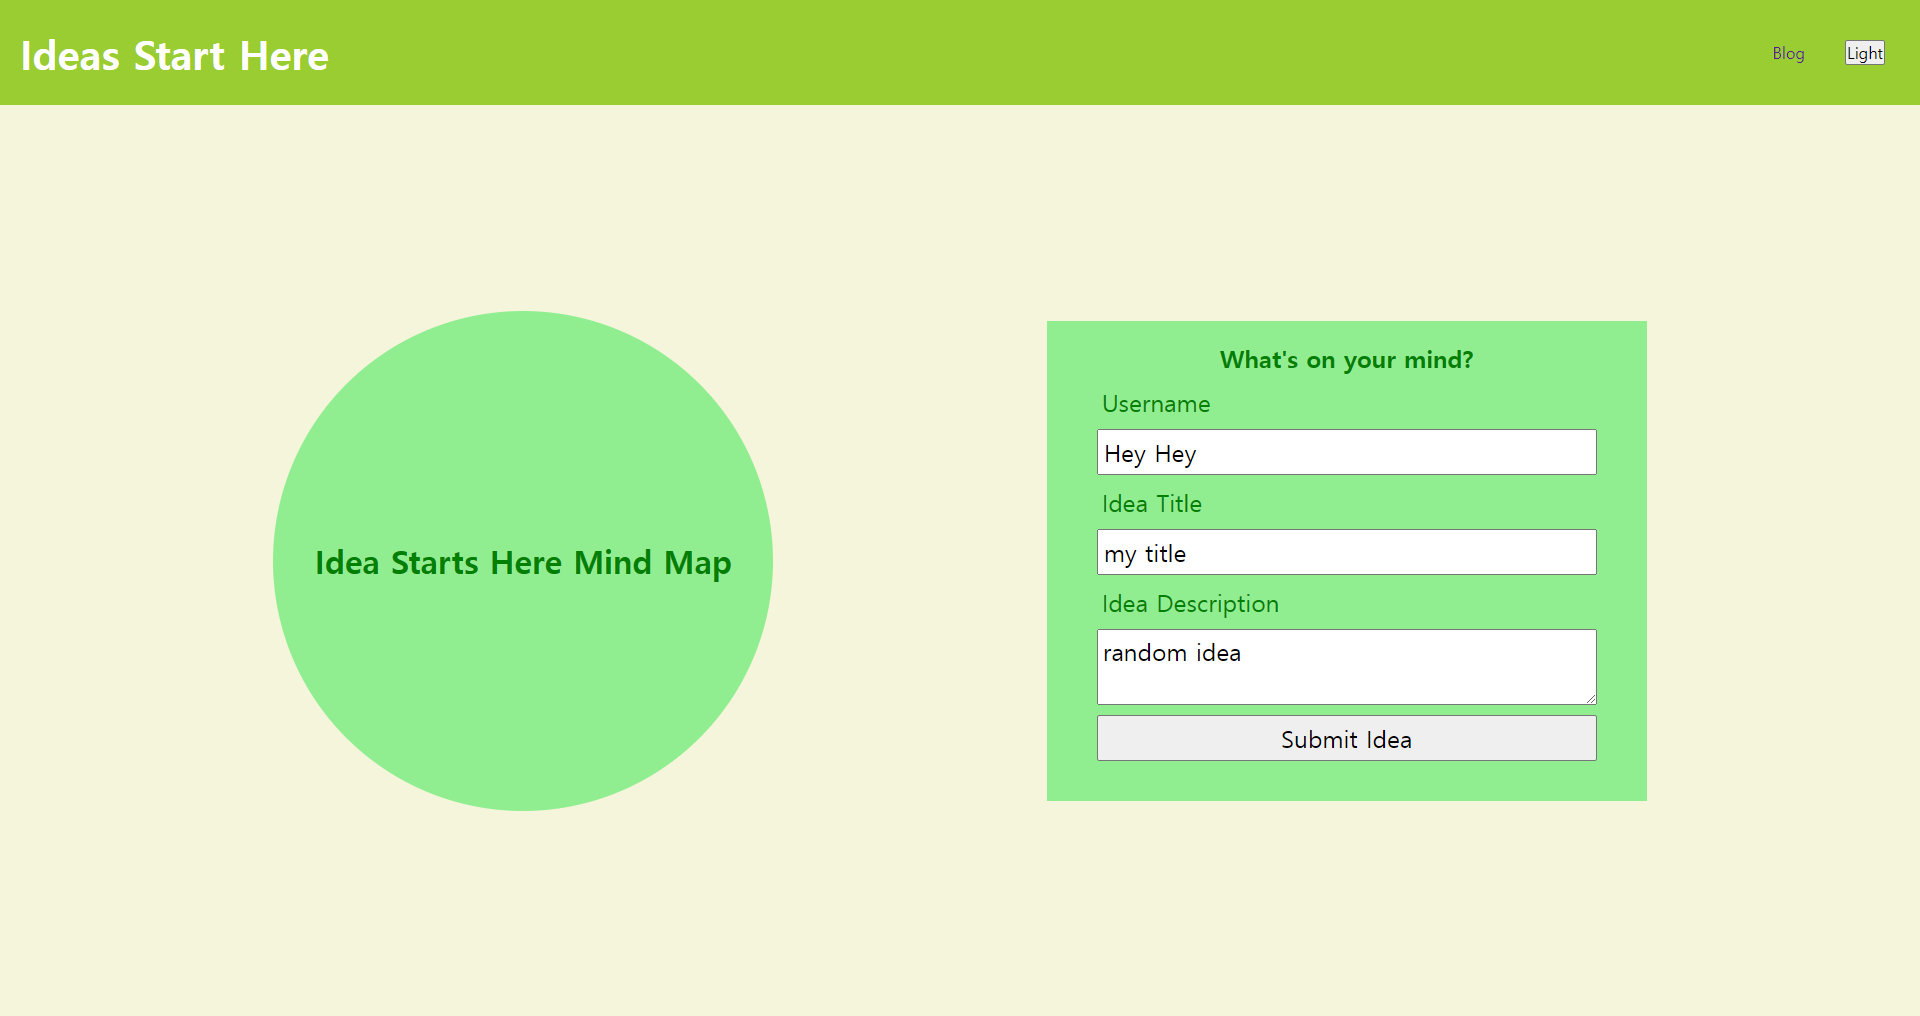 Ideas Start Here
Blog
Light
Idea Starts Here Mind Map
What's on your mind?
Username
Hey Hey
Idea Title
my title
Idea Description
random idea
Submit Idea